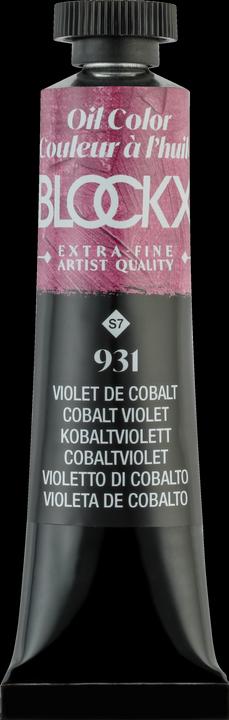 Oil Color
Couleur à l'huil
BLOCKX
EXTRA-FINE
ARTIST QUALITY
S7
931
VIOLET DE COBALT
COBALT VIOLET
KOBALTVIOLETT
COBALTVIOLET
VIOLETTO DI COBALTO
VIOLETA DE COBALTO